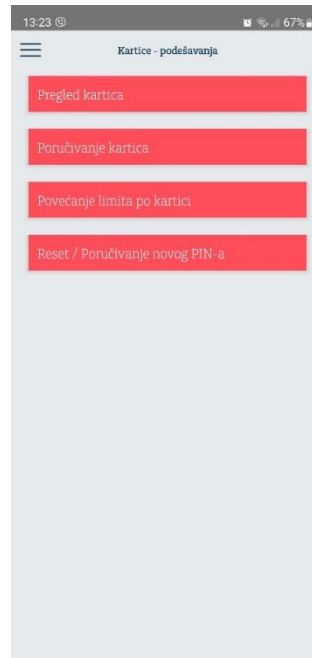 13:23 67%
Kartice - podešavanja
Pregled kartica
Poručivanje kartica
Povećanje limita po kartici
Reset / Poručivanje novog PIN-a